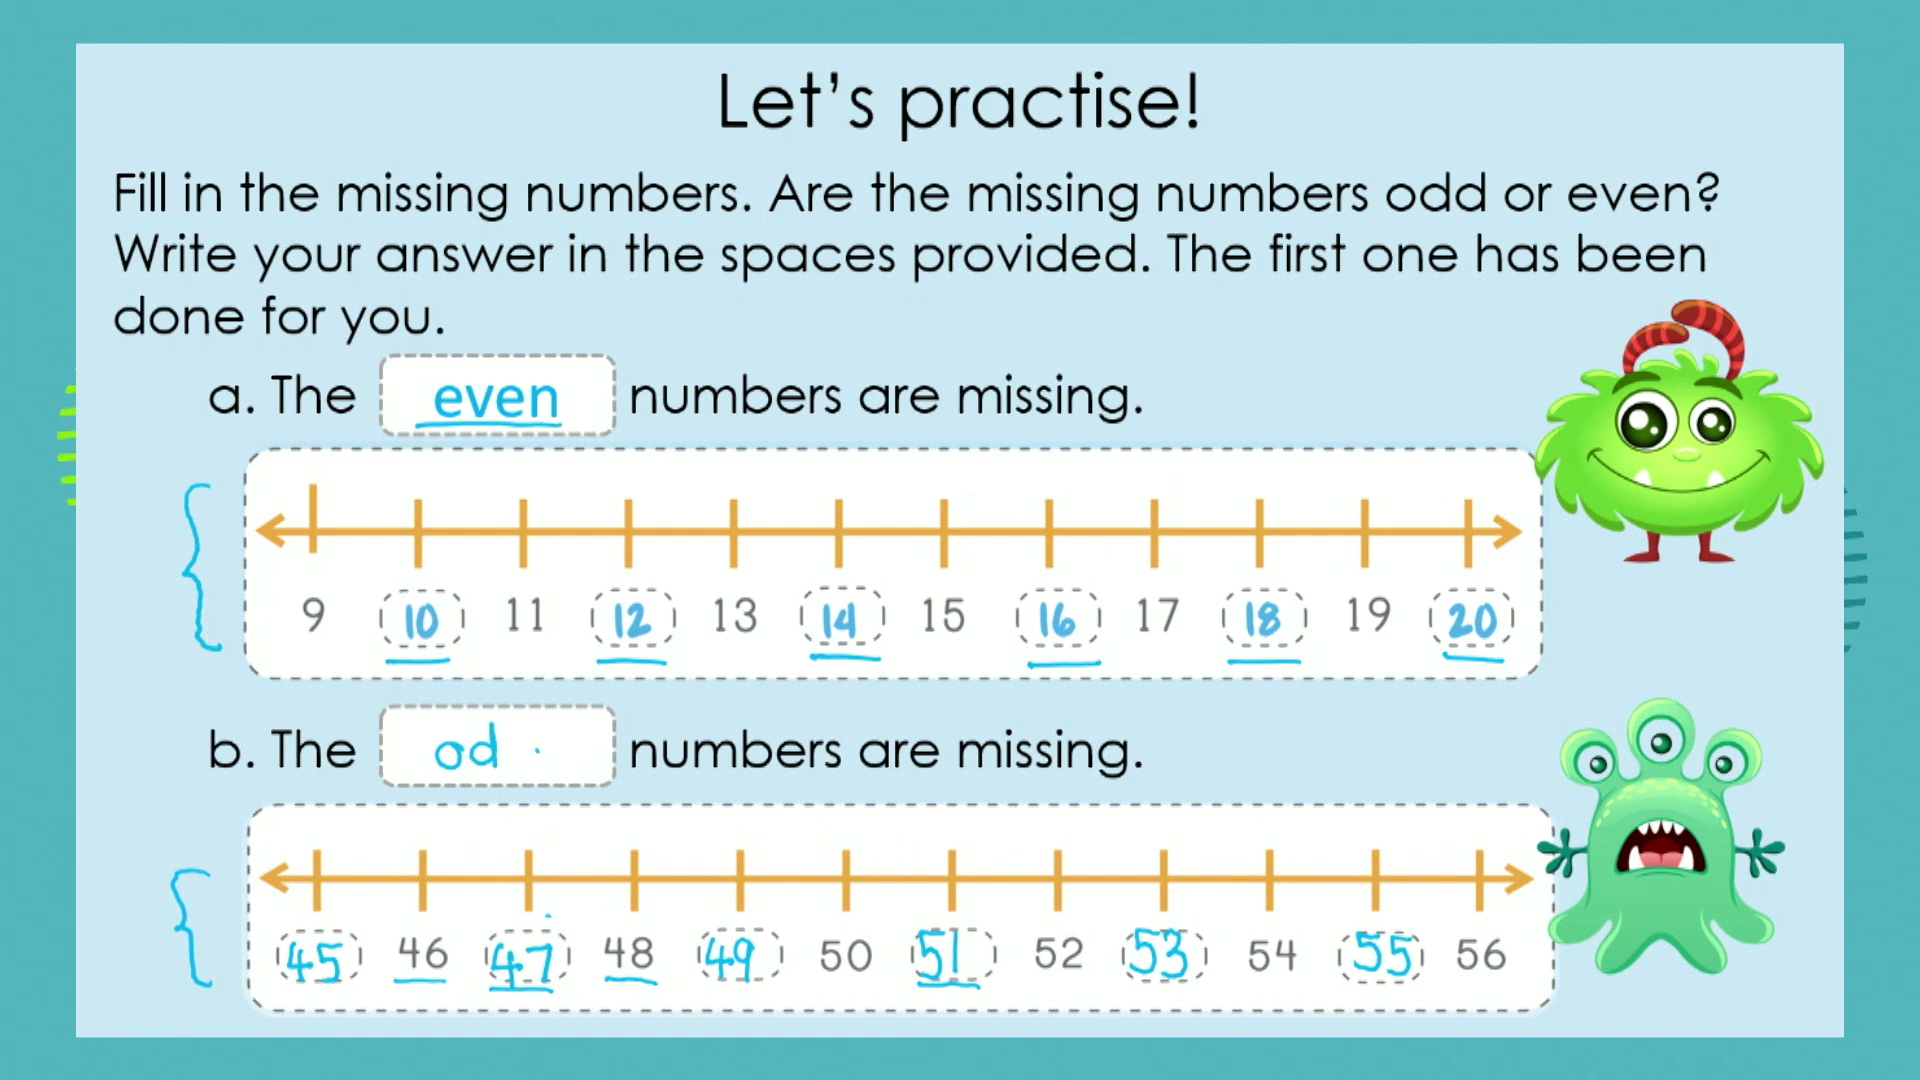 Let's practise!
Fill in the missing numbers. Are the missing numbers odd or even?
Write your answer in the spaces provided. The first one has been
done for you.
a. The even numbers are missing.
9 10 11 12 13 14 15 16 17 18 19 20
b. The od numbers are missing.
45 46 47 48 49 50 51 52 53 54 55 56